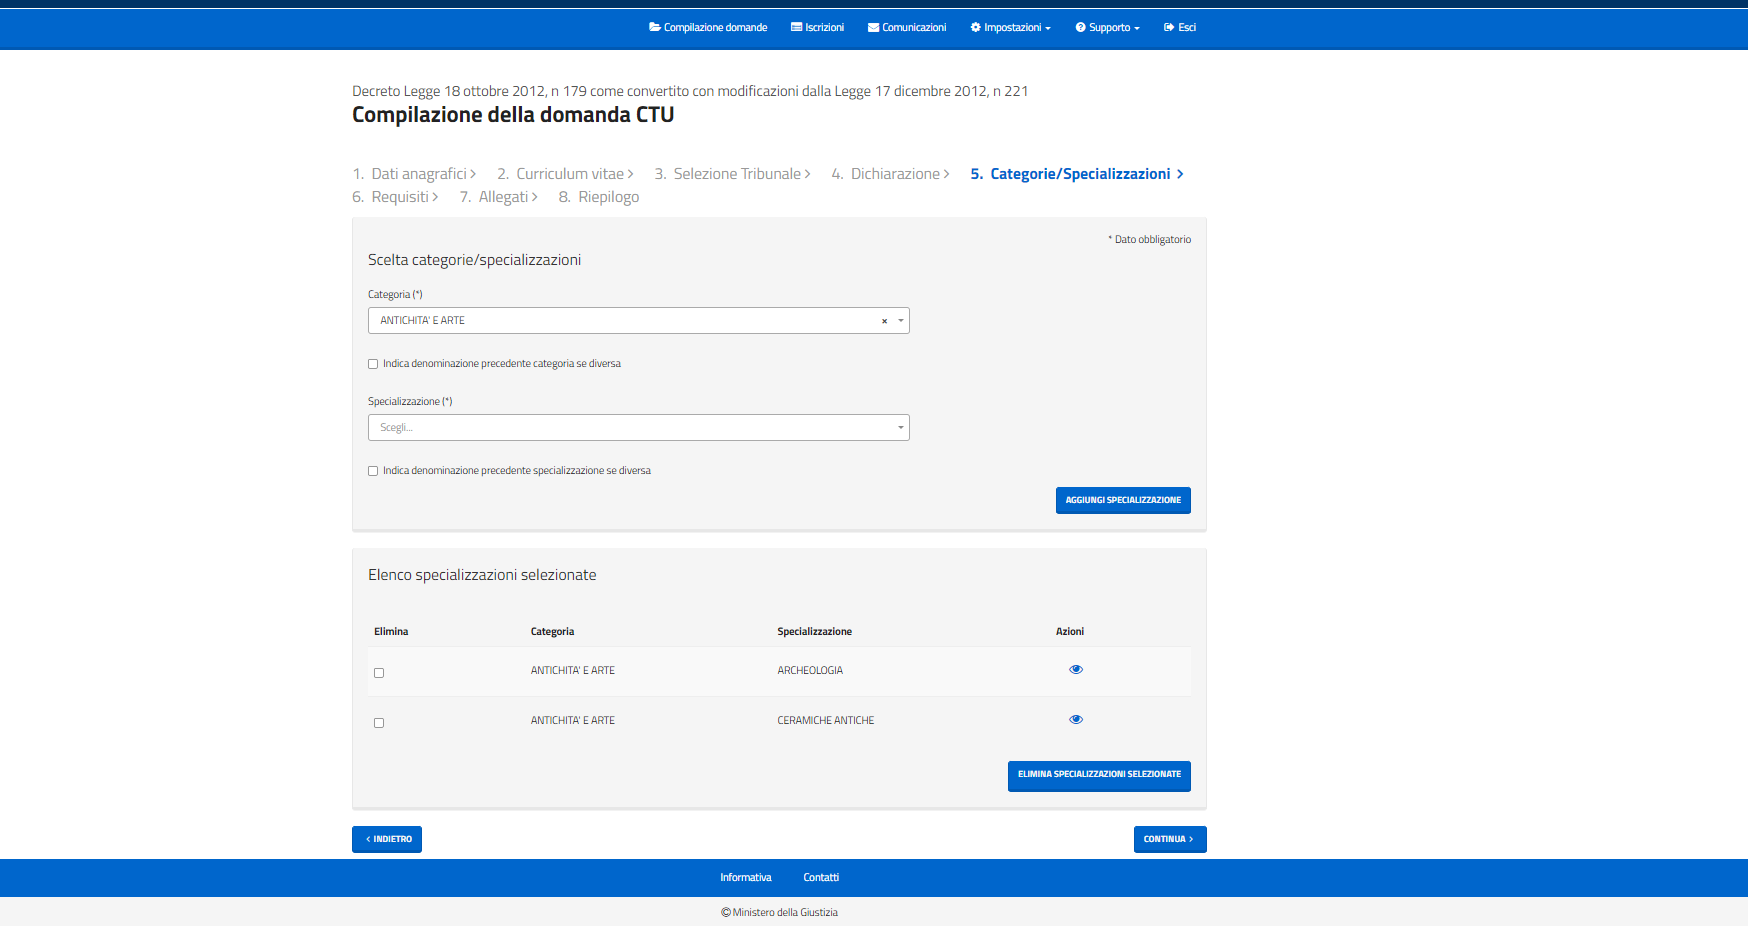 Compilazione domande Iscrizioni Comunicazioni Impostazioni Supporto Esci
Decreto Legge 18 ottobre 2012, n 179 come convertito con modificazioni dalla Legge 17 dicembre 2012, n 221
Compilazione della domanda CTU
1. Dati anagrafici > 2. Curriculum vitae > 3. Selezione Tribunale > 4. Dichiarazione > 5. Categorie/Specializzazioni >
6. Requisiti > 7. Allegati > 8. Riepilogo
* Dato obbligatorio
Scelta categorie/specializzazioni
Categoria (*)
ANTICHITA' E ARTE ×
Indica denominazione precedente categoria se diversa
Specializzazione (*)
Scegli...
Indica denominazione precedente specializzazione se diversa
AGGIUNGI SPECIALIZZAZIONE
Elenco specializzazioni selezionate
Elimina Categoria Specializzazione Azioni
ANTICHITA' E ARTE ARCHEOLOGIA
ANTICHITA' E ARTE CERAMICHE ANTICHE
ELIMINA SPECIALIZZAZIONI SELEZIONATE
< INDIETRO CONTINUA >
Informativa Contatti
© Ministero della Giustizia